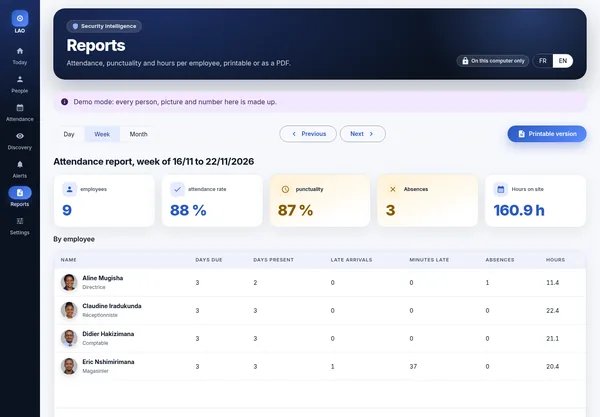 LAO
Today
People
Attendance
Discovery
Alerts
Reports
Settings
Security intelligence
Reports
Attendance, punctuality and hours per employee, printable or as a PDF.
On this computer only
FR EN
Demo mode: every person, picture and number here is made up.
Day Week Month
Previous Next
Printable version
Attendance report, week of 16/11 to 22/11/2026
employees
9
attendance rate
88 %
punctuality
87 %
Absences
3
Hours on site
160.9 h
By employee
NAME DAYS DUE DAYS PRESENT LATE ARRIVALS MINUTES LATE ABSENCES HOURS
Aline Mugisha
Directrice
3 2 0 0 1 11.4
Claudine Iradukunda
Réceptionniste
3 3 0 0 0 22.4
Didier Hakizimana
Comptable
3 3 0 0 0 21.1
Eric Nshimirimana
Magasinier
3 3 1 37 0 20.4